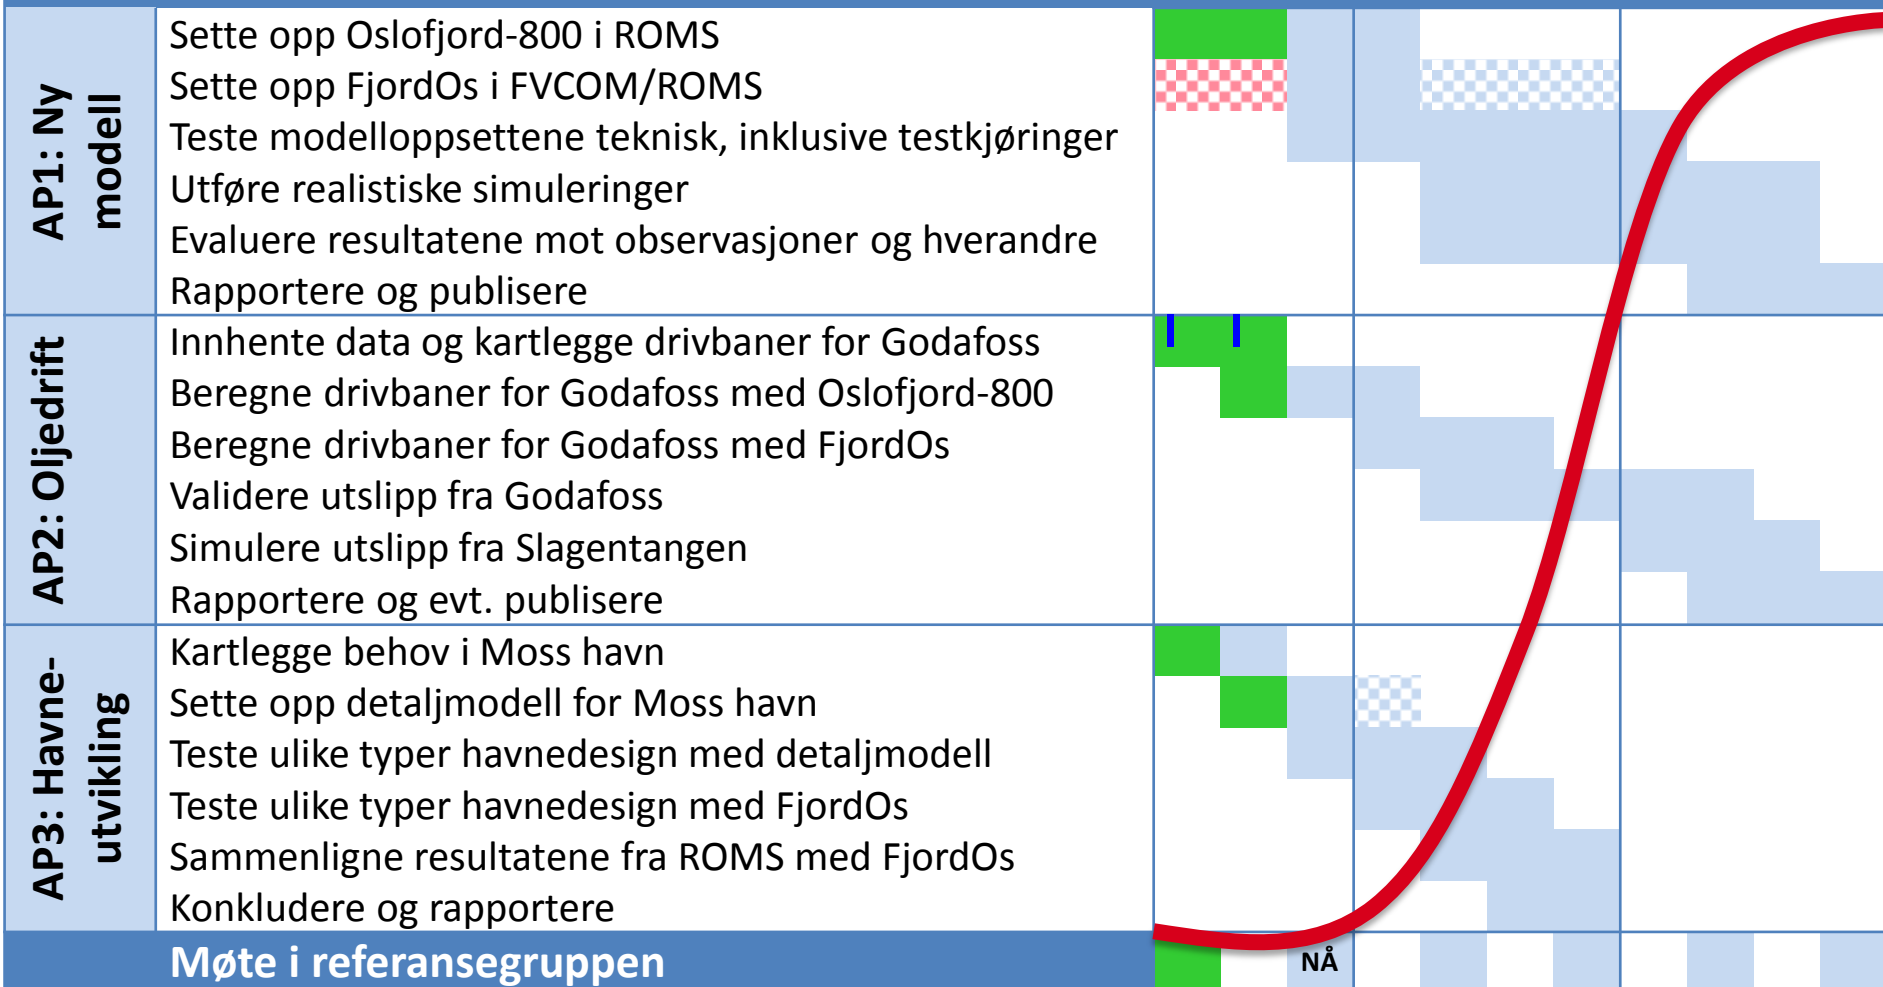 AP1: Ny
modell
Sette opp Oslofjord-800 i ROMS
Sette opp FjordOs i FVCOM/ROMS
Teste modelloppsettene teknisk, inklusive testkjøringer
Utføre realistiske simuleringer
Evaluere resultatene mot observasjoner og hverandre
Rapportere og publisere
AP2: Oljedrift
Innhente data og kartlegge drivbaner for Godafoss
Beregne drivbaner for Godafoss med Oslofjord-800
Beregne drivbaner for Godafoss med FjordOs
Validere utslipp fra Godafoss
Simulere utslipp fra Slagentangen
Rapportere og evt. publisere
AP3: Havne-
utvikling
Kartlegge behov i Moss havn
Sette opp detaljmodell for Moss havn
Teste ulike typer havnedesign med detaljmodell
Teste ulike typer havnedesign med FjordOs
Sammenligne resultatene fra ROMS med FjordOs
Konkludere og rapportere
Møte i referansegruppen
NÅ